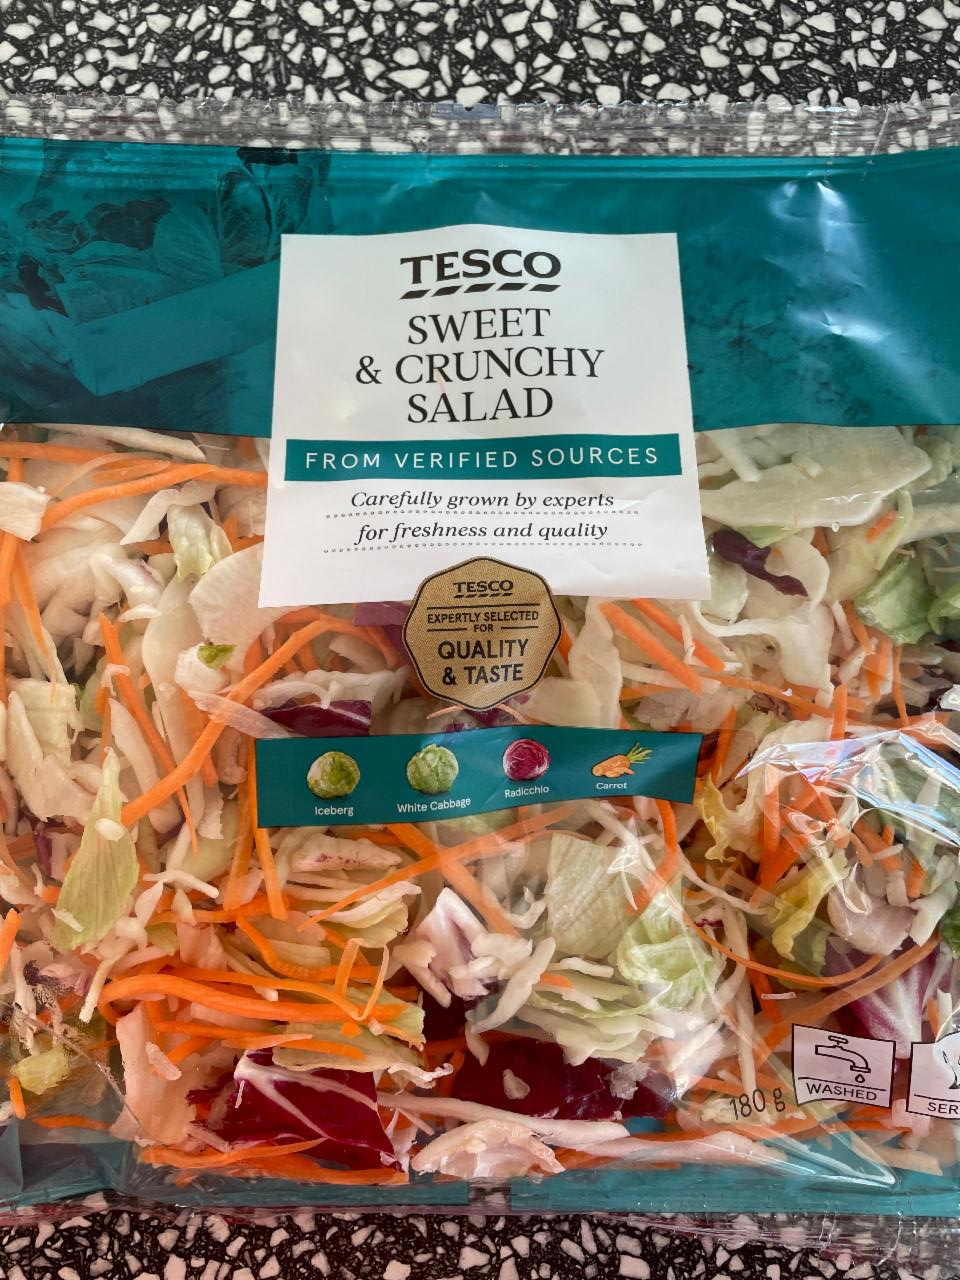 TESCO
SWEET
& CRUNCHY
SALAD
FROM VERIFIED SOURCES
Carefully grown by experts
for freshness and quality
TESCO
EXPERTLY SELECTED
FOR
QUALITY
& TASTE
Iceberg
White Cabbage
Radicchio
Carrot
180 g
WASHED